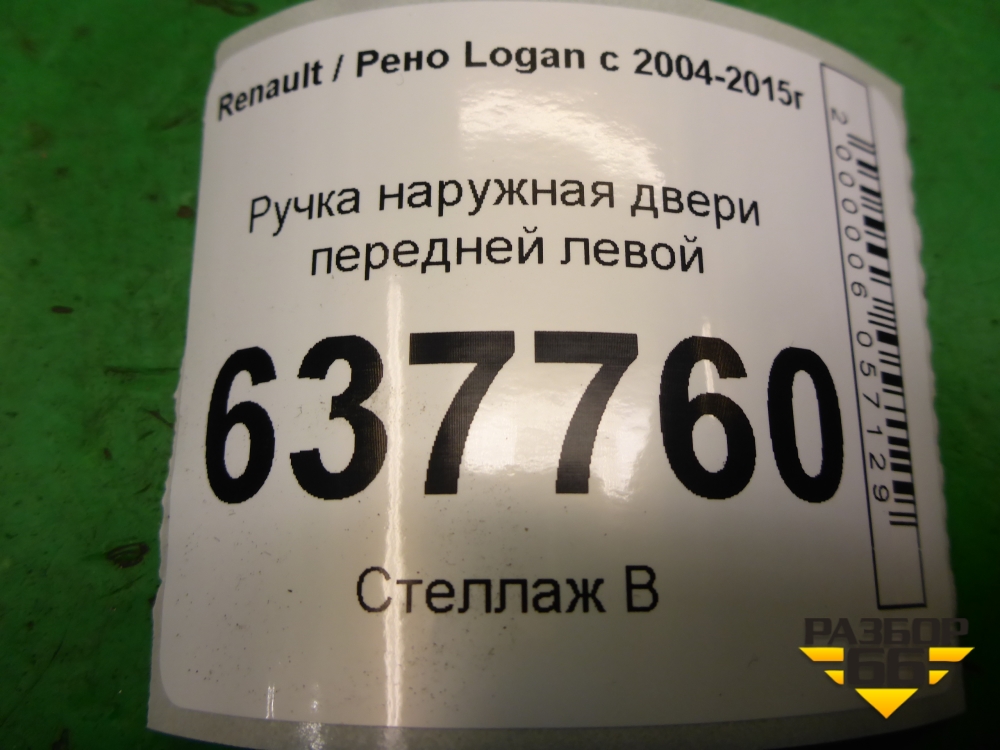 Renault / Рено Logan с 2004-2015г
Ручка наружная двери
передней левой
637760
Стеллаж В
2000006057129
РАЗБОР
66